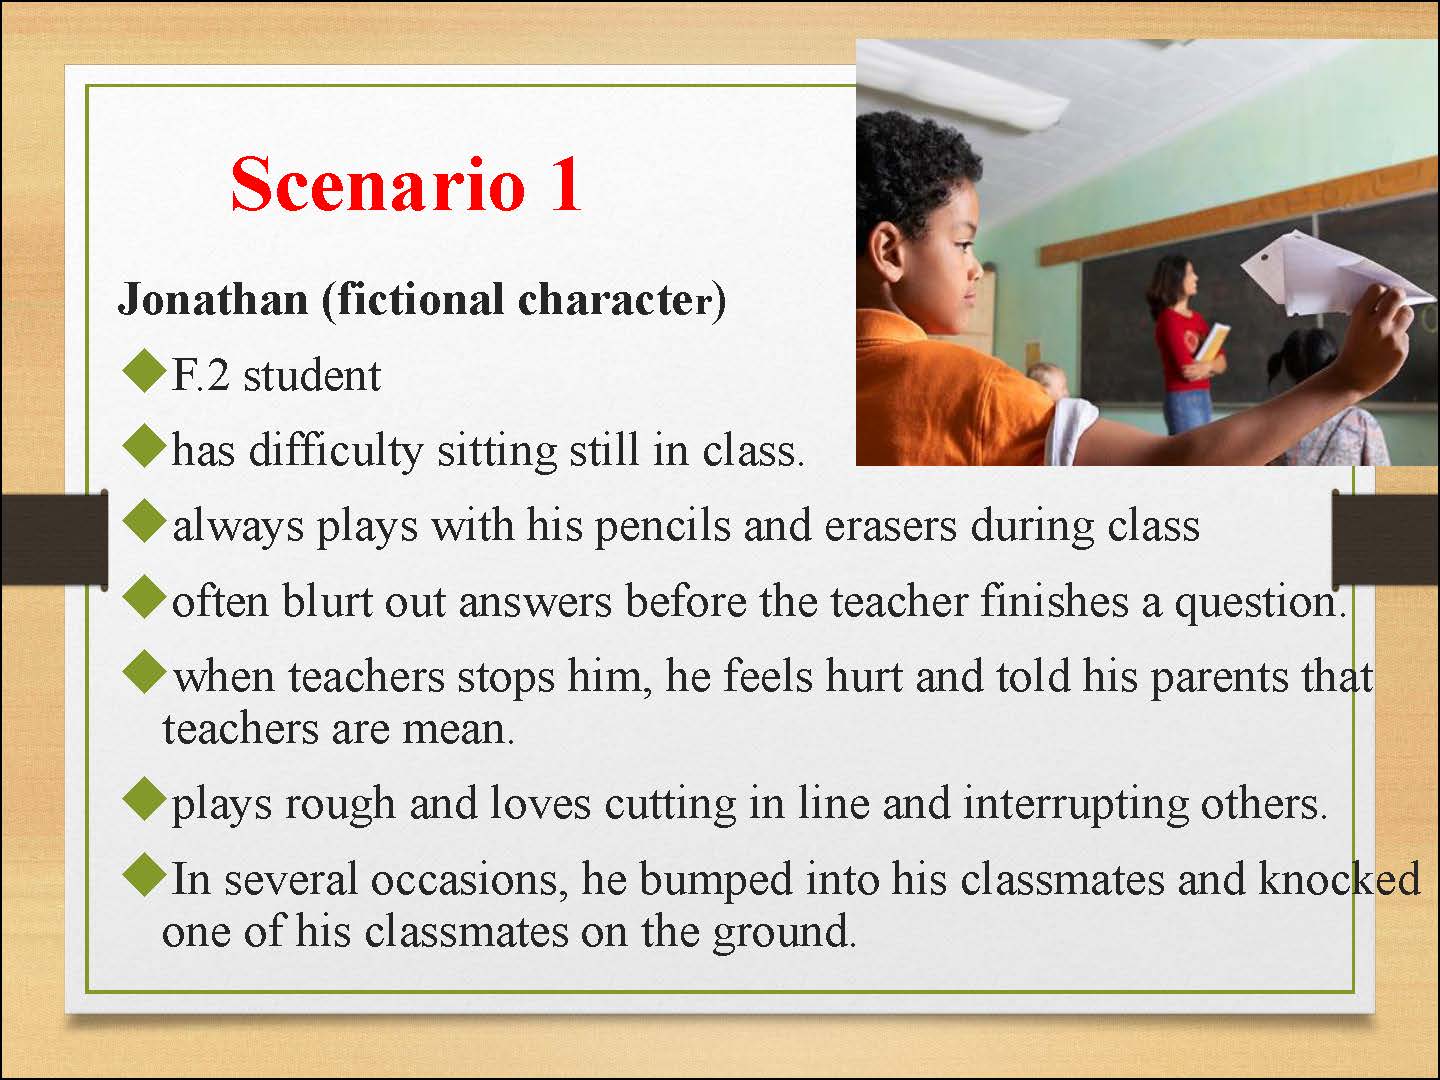 Scenario 1
Jonathan (fictional character)
◆F.2 student
◆has difficulty sitting still in class.
◆always plays with his pencils and erasers during class
◆often blurt out answers before the teacher finishes a question.
◆when teachers stops him, he feels hurt and told his parents that
teachers are mean.
◆plays rough and loves cutting in line and interrupting others.
◆In several occasions, he bumped into his classmates and knocked
one of his classmates on the ground.